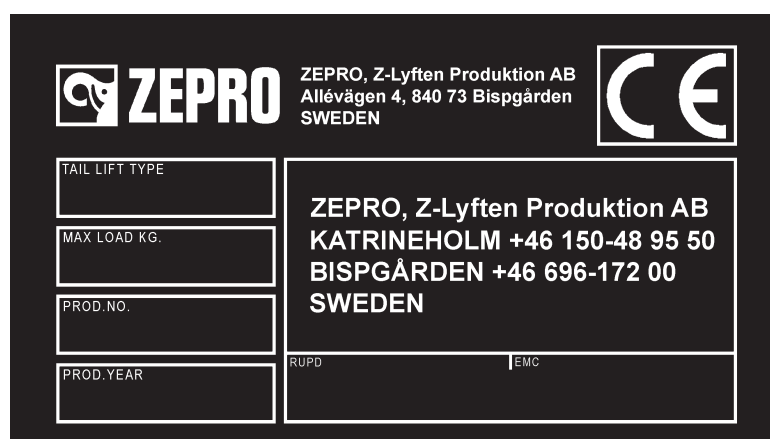 ZEPRO
ZEPRO, Z-Lyften Produktion AB
Allévägen 4, 840 73 Bispgården
SWEDEN
CE
TAIL LIFT TYPE
MAX LOAD KG.
PROD.NO.
PROD.YEAR
ZEPRO, Z-Lyften Produktion AB
KATRINEHOLM +46 150-48 95 50
BISPGÅRDEN +46 696-172 00
SWEDEN
RUPD
EMC